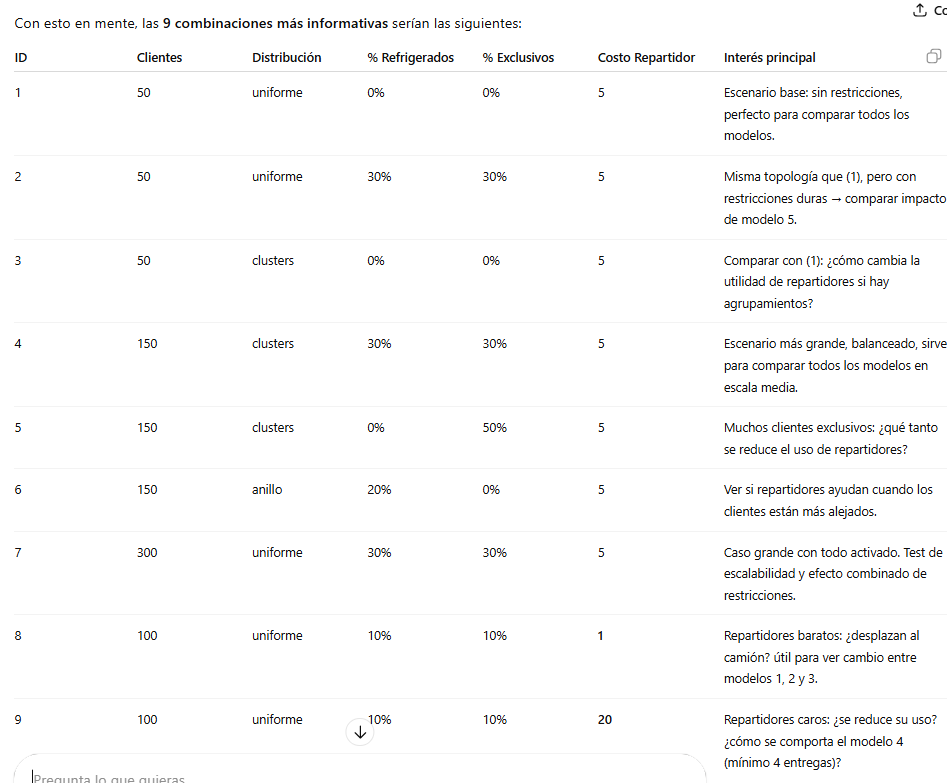 Co
Con esto en mente, las 9 combinaciones más informativas serían las siguientes:
ID Clientes Distribución % Refrigerados % Exclusivos Costo Repartidor Interés principal
1 50 uniforme 0% 0% 5 Escenario base: sin restricciones,
perfecto para comparar todos los
modelos.
2 50 uniforme 30% 30% 5 Misma topología que (1), pero con
restricciones duras → comparar impacto
de modelo 5.
3 50 clusters 0% 0% 5 Comparar con (1): ¿cómo cambia la
utilidad de repartidores si hay
agrupamientos?
4 150 clusters 30% 30% 5 Escenario más grande, balanceado, sirve
para comparar todos los modelos en
escala media.
5 150 clusters 0% 50% 5 Muchos clientes exclusivos: ¿qué tanto
se reduce el uso de repartidores?
6 150 anillo 20% 0% 5 Ver si repartidores ayudan cuando los
clientes están más alejados.
7 300 uniforme 30% 30% 5 Caso grande con todo activado. Test de
escalabilidad y efecto combinado de
restricciones.
8 100 uniforme 10% 10% 1 Repartidores baratos: ¿desplazan al
camión? útil para ver cambio entre
modelos 1, 2 y 3.
9 100 uniforme 10% 10% 20 Repartidores caros: ¿se reduce su uso?
¿cómo se comporta el modelo 4
(mínimo 4 entregas)?
Pregunta lo que quieras